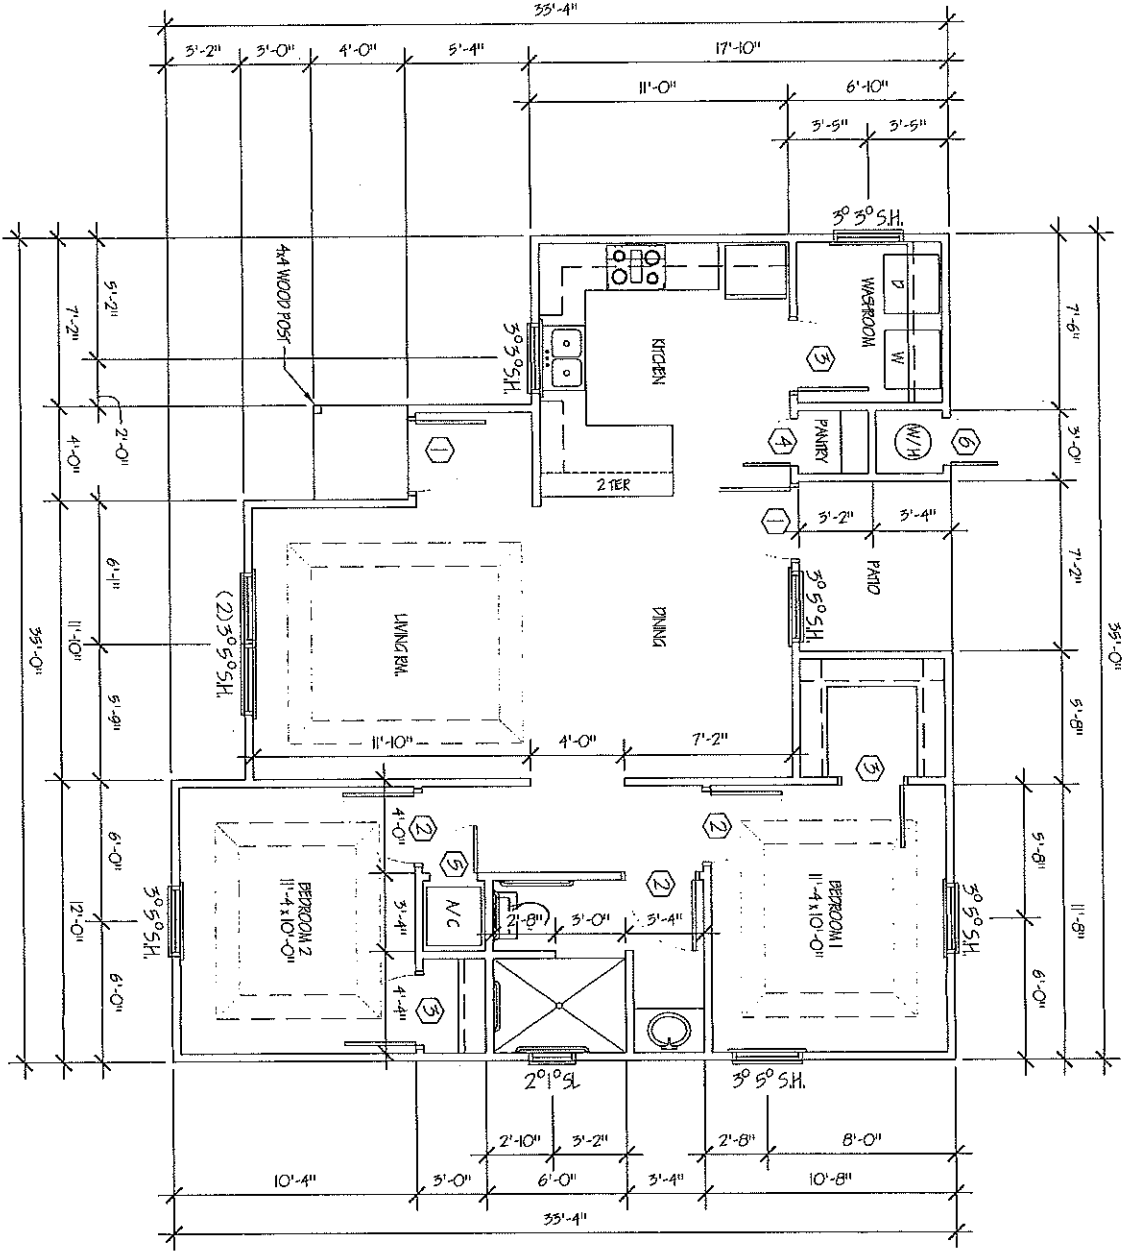 33'-4"
3'-2" 3'-0" 4'-0" 5'-4" 17'-10"
11'-0" 6'-10"
3'-5" 3'-5"
3⁰ 3⁰ S.H.
4x4 WOOD POST
5'-2"
7'-2"
2'-0"
4'-0"
6'-1"
11'-10"
35'-0"
5'-9"
6'-0"
12'-0"
6'-0"
7'-6"
3'-0"
7'-2"
35'-0"
5'-8"
5'-8"
11'-8"
6'-0"
WASHROOM
D
W
3
KITCHEN
3⁰ 3⁰ S.H.
4
PANTRY
W/H
6
1
2 TER
1
3'-2" 3'-4"
PATIO
3⁰ 5⁰ S.H.
DINING
LIVING RM.
(2) 3⁰ 5⁰ S.H.
11'-10" 4'-0" 7'-2"
3
2
4'-0"
5
2
2
BEDROOM 2
11'-4 x 10'-0"
3'-4"
A/C
2'-8" 3'-0" 3'-4"
BEDROOM 1
11'-4 x 10'-0"
3⁰ 5⁰ S.H.
3⁰ 5⁰ S.H.
4'-4"
3
2⁰ 1⁰ SL
3⁰ 5⁰ S.H.
2'-10" 3'-2" 2'-8" 8'-0"
10'-4" 3'-0" 6'-0" 3'-4" 10'-8"
33'-4"